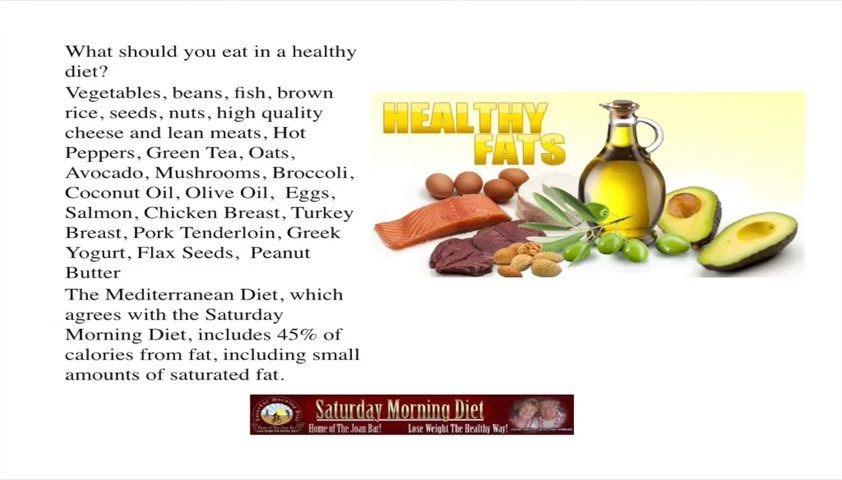 What should you eat in a healthy
diet?
Vegetables, beans, fish, brown
rice, seeds, nuts, high quality
cheese and lean meats, Hot
Peppers, Green Tea, Oats,
Avocado, Mushrooms, Broccoli,
Coconut Oil, Olive Oil, Eggs,
Salmon, Chicken Breast, Turkey
Breast, Pork Tenderloin, Greek
Yogurt, Flax Seeds, Peanut
Butter
The Mediterranean Diet, which
agrees with the Saturday
Morning Diet, includes 45% of
calories from fat, including small
amounts of saturated fat.
HEALTHY
FATS
Saturday Morning Diet
Home of The Joan Bar! Lose Weight The Healthy Way!